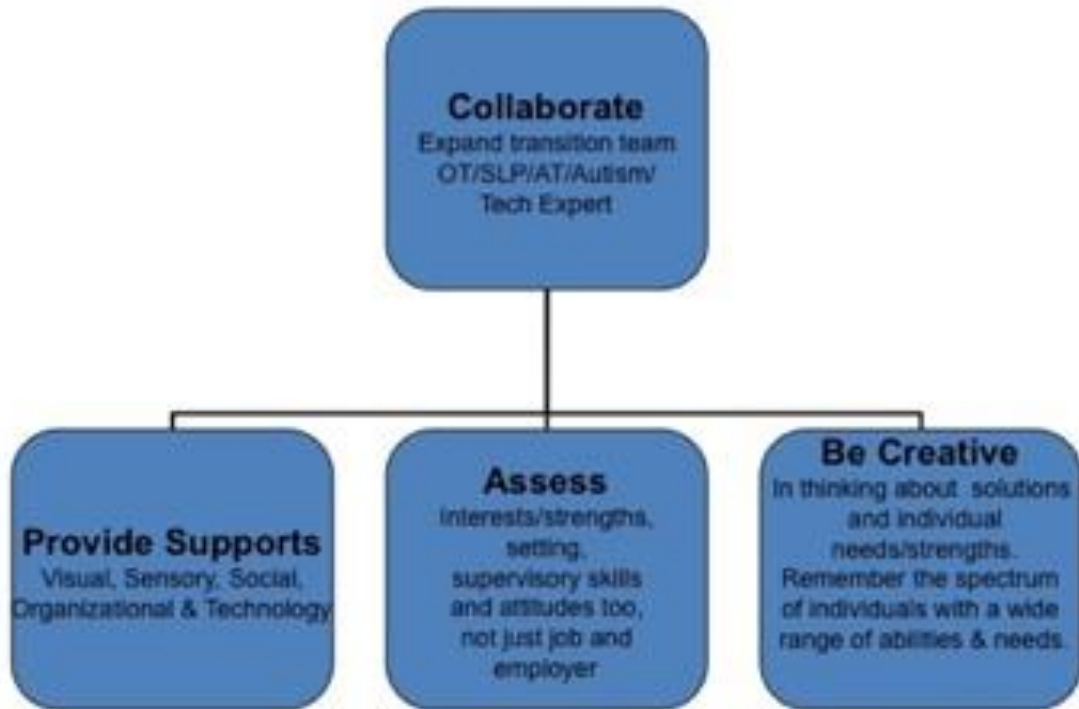 Collaborate
Expand transition team
OT/SLP/AT/Autism/
Tech Expert
Provide Supports
Visual, Sensory, Social,
Organizational & Technology
Assess
Interests/strengths,
setting,
supervisory skills
and attitudes too,
not just job and
employer
Be Creative
In thinking about solutions
and individual
needs/strengths.
Remember the spectrum
of individuals with a wide
range of abilities & needs.